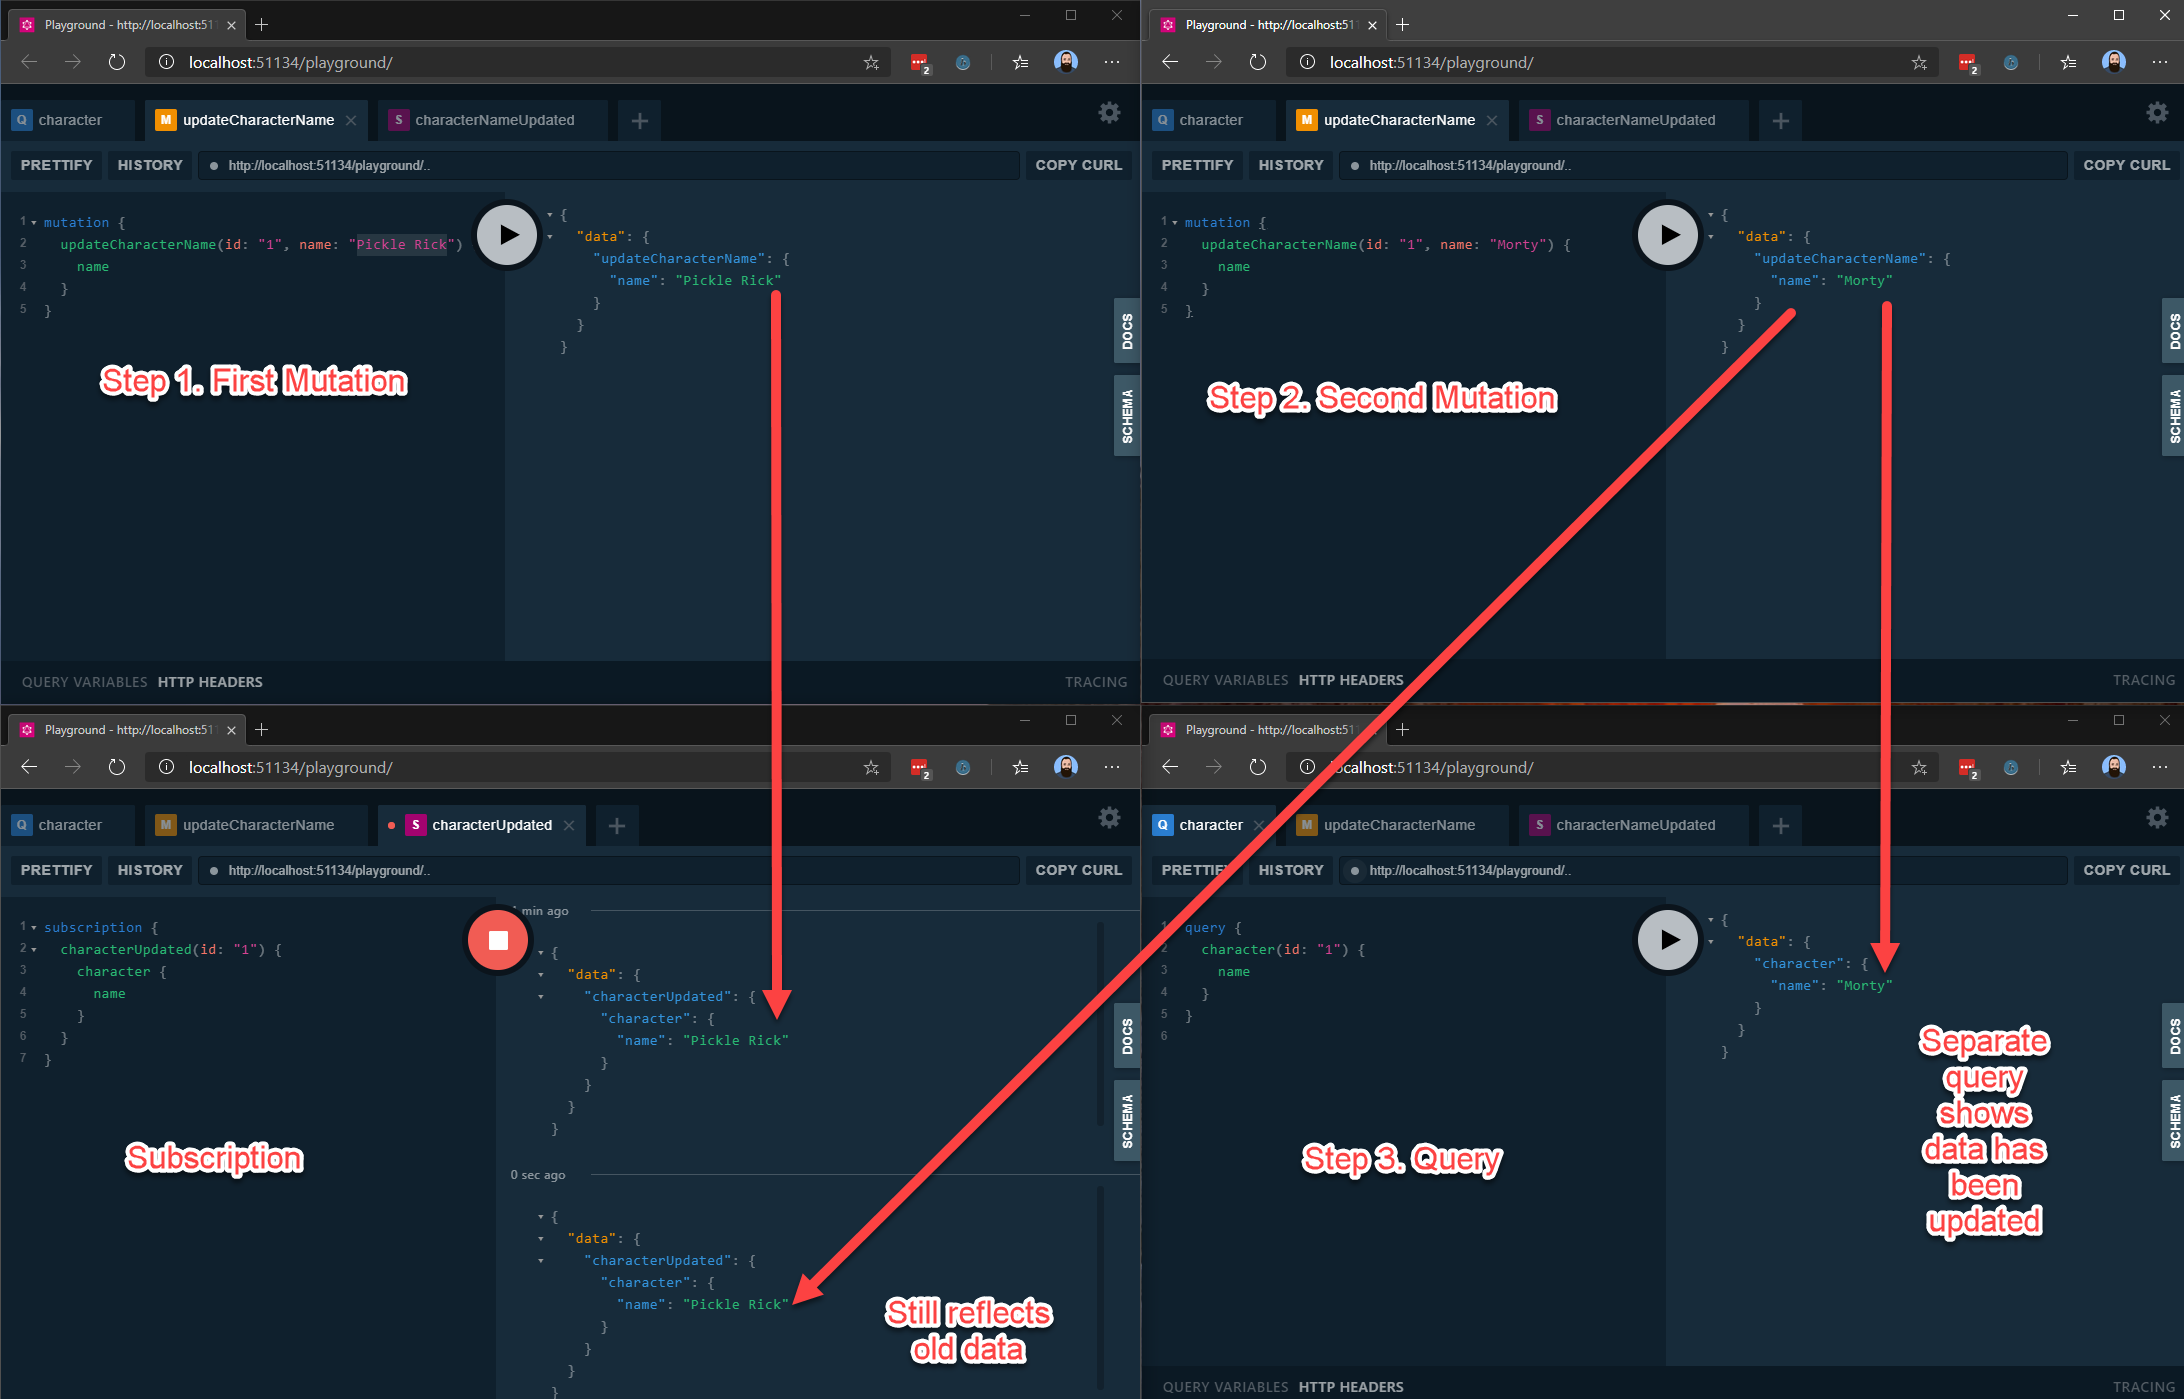 Playground - http://localhost:511
localhost:51134/playground/
2
Q character
M updateCharacterName
S characterNameUpdated
PRETTIFY
HISTORY
http://localhost:51134/playground/..
COPY CURL
1 mutation {
2 updateCharacterName(id: "1", name: "Pickle Rick")
3 name
4 }
5 }
{
"data": {
"updateCharacterName": {
"name": "Pickle Rick"
}
}
}
Step 1. First Mutation
DOCS
SCHEMA
QUERY VARIABLES
HTTP HEADERS
TRACING
Playground - http://localhost:511
localhost:51134/playground/
2
Q character
M updateCharacterName
S characterNameUpdated
PRETTIFY
HISTORY
http://localhost:51134/playground/..
COPY CURL
1 mutation {
2 updateCharacterName(id: "1", name: "Morty") {
3 name
4 }
5 }
{
"data": {
"updateCharacterName": {
"name": "Morty"
}
}
}
Step 2. Second Mutation
DOCS
SCHEMA
QUERY VARIABLES
HTTP HEADERS
TRACING
Playground - http://localhost:511
localhost:51134/playground/
2
Q character
M updateCharacterName
S characterUpdated
PRETTIFY
HISTORY
http://localhost:51134/playground/..
COPY CURL
1 subscription {
2 characterUpdated(id: "1") {
3 character {
4 name
5 }
6 }
7 }
min ago
{
"data": {
"characterUpdated": {
"character": {
"name": "Pickle Rick"
}
}
}
}
Subscription
0 sec ago
{
"data": {
"characterUpdated": {
"character": {
"name": "Pickle Rick"
}
}
}
}
Still reflects
old data
DOCS
SCHEMA
Playground - http://localhost:511
localhost:51134/playground/
2
Q character
M updateCharacterName
S characterNameUpdated
PRETTIFY
HISTORY
http://localhost:51134/playground/..
COPY CURL
1 query {
2 character(id: "1") {
3 name
4 }
5 }
6
{
"data": {
"character": {
"name": "Morty"
}
}
}
Step 3. Query
Separate
query
shows
data has
been
updated
DOCS
SCHEMA
QUERY VARIABLES
HTTP HEADERS
TRACING